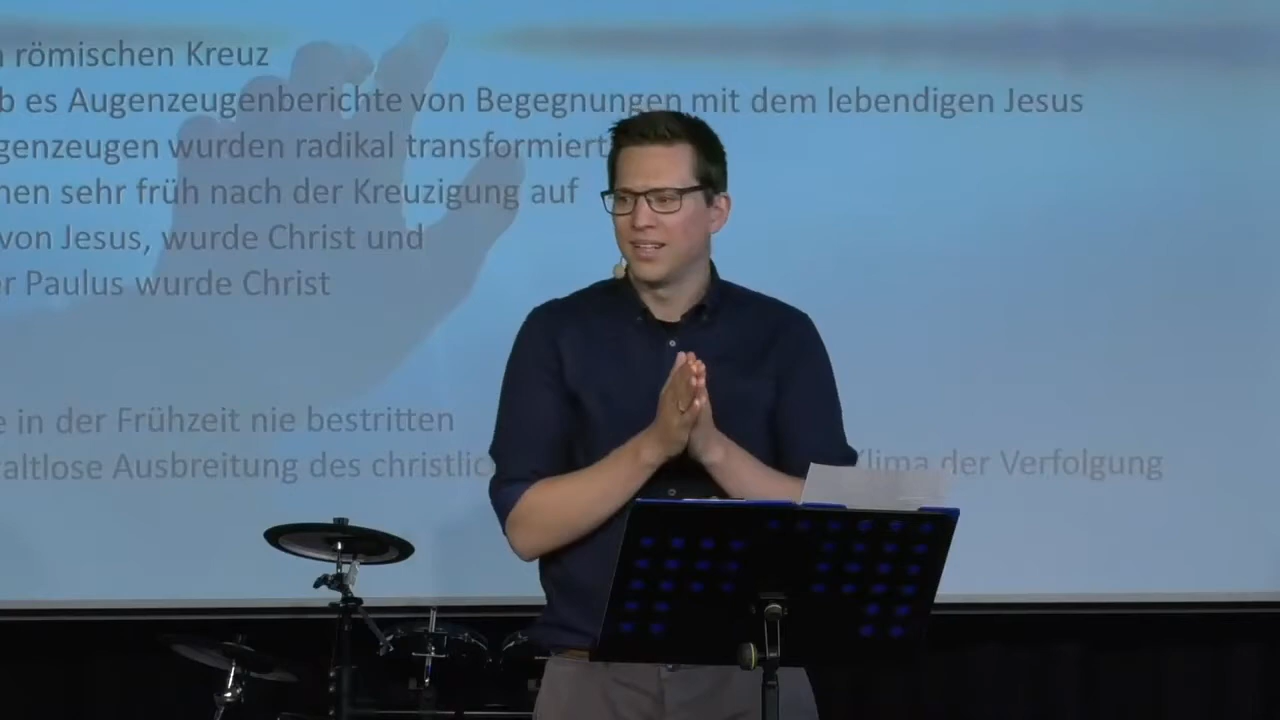 römischen Kreuz
es Augenzeugenberichte von Begegnungen mit dem lebendigen Jesus
genzeugen wurden radikal transformiert
nen sehr früh nach der Kreuzigung auf
von Jesus, wurde Christ und
er Paulus wurde Christ
e in der Frühzeit nie bestritten
altlose Ausbreitung des christlic Klima der Verfolgung